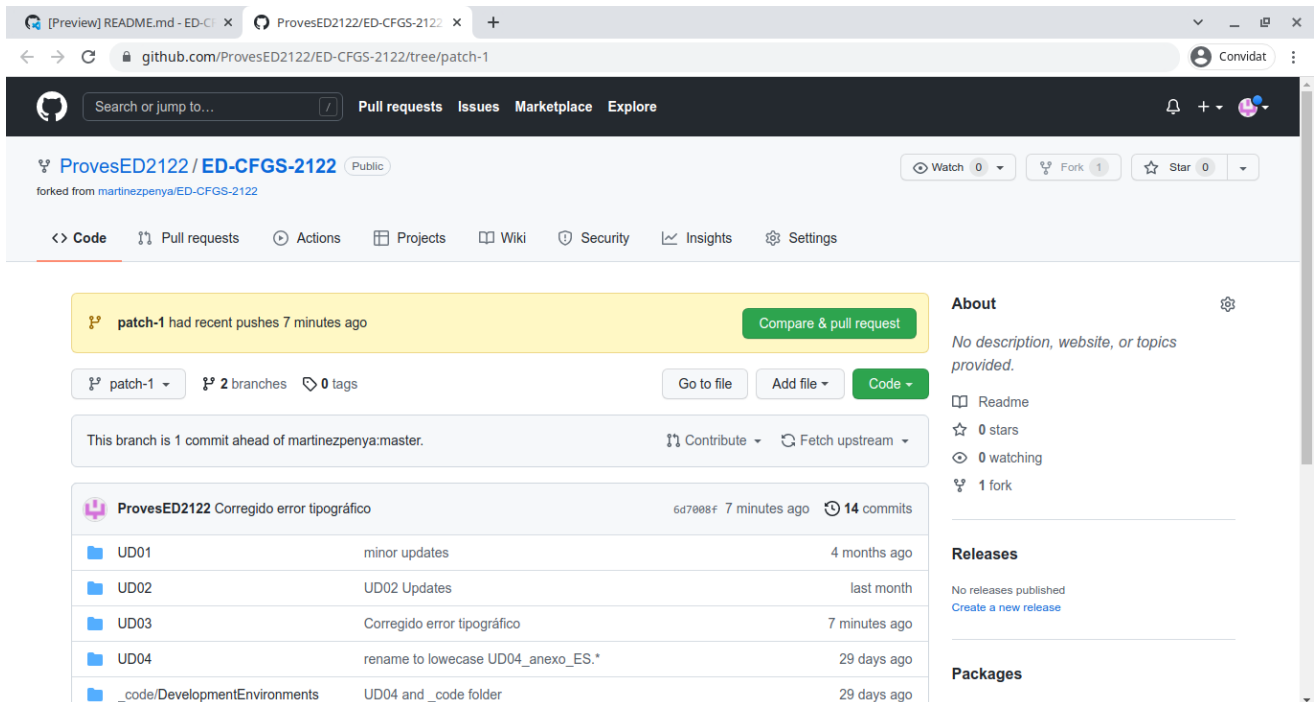 [Preview] README.md - ED-CF
ProvesED2122/ED-CFGS-2122
github.com/ProvesED2122/ED-CFGS-2122/tree/patch-1
Convidat
Search or jump to...
/
Pull requests Issues Marketplace Explore
ProvesED2122 / ED-CFGS-2122 Public
Watch 0 Fork 1 Star 0
forked from martinezpenya/ED-CFGS-2122
<> Code Pull requests Actions Projects Wiki Security Insights Settings
patch-1 had recent pushes 7 minutes ago
Compare & pull request
patch-1 2 branches 0 tags
Go to file Add file Code
This branch is 1 commit ahead of martinezpenya:master.
Contribute Fetch upstream
ProvesED2122 Corregido error tipográfico 6d7008f 7 minutes ago 14 commits
UD01 minor updates 4 months ago
UD02 UD02 Updates last month
UD03 Corregido error tipográfico 7 minutes ago
UD04 rename to lowecase UD04_anexo_ES.* 29 days ago
_code/DevelopmentEnvironments UD04 and _code folder 29 days ago
About
No description, website, or topics
provided.
Readme
0 stars
0 watching
1 fork
Releases
No releases published
Create a new release
Packages